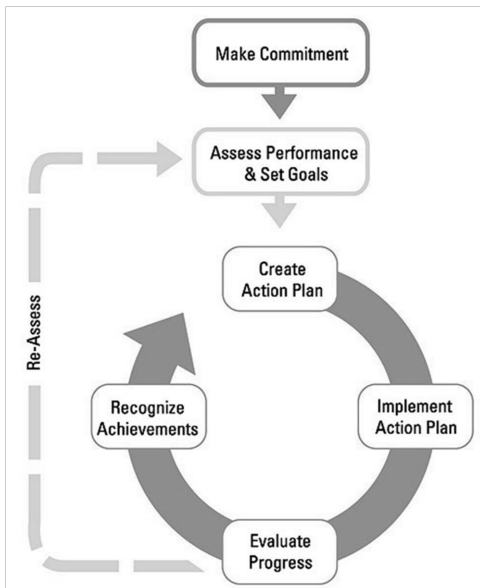 Make Commitment
Assess Performance
& Set Goals
Create
Action Plan
Re-Assess
Recognize
Achievements
Implement
Action Plan
Evaluate
Progress